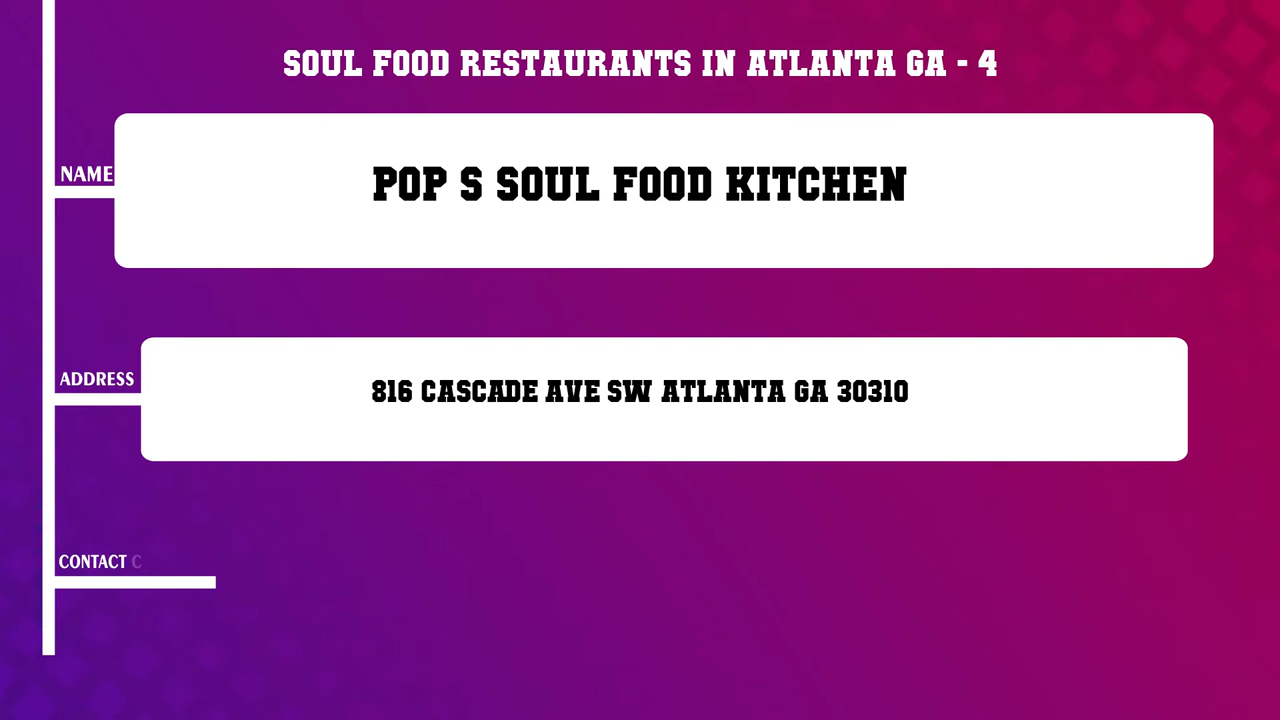 SOUL FOOD RESTAURANTS IN ATLANTA GA - 4
NAME
POP S SOUL FOOD KITCHEN
ADDRESS
816 CASCADE AVE SW ATLANTA GA 30310
CONTACT C